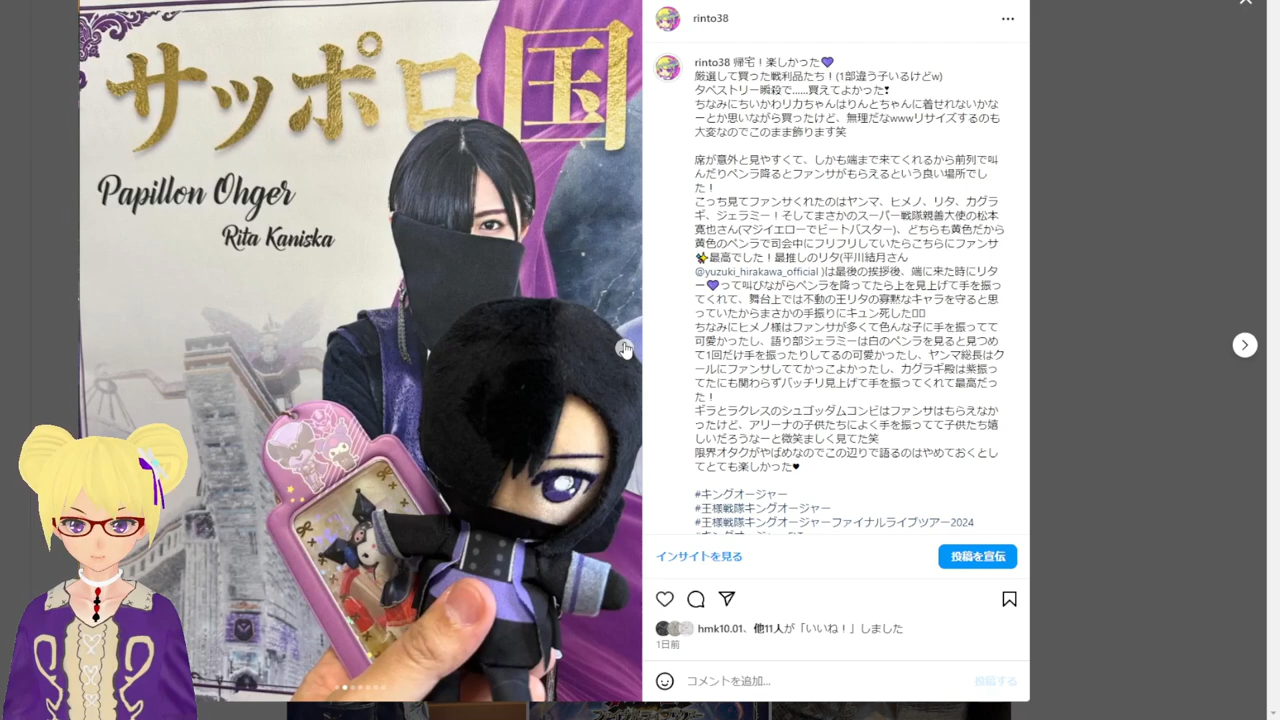 サッポロ国
Papillon Ohger
Rita Kaniska
rinto38
rinto38 帰宅！楽しかった💜
厳選して買った戦利品たち！(1部違う子いるけどw)
タペストリー瞬殺で......買えてよかった❣
ちなみにちいかわリカちゃんはりんとちゃんに着せれないかな
ーとか思いながら買ったけど、無理だなwwwリサイズするのも
大変なのでこのまま飾ります笑
席が意外と見やすくて、しかも端まで来てくれるから前列で叫
んだりペンラ降るとファンサがもらえるという良い場所でし
た！
こっち見てファンサくれたのはヤンマ、ヒメノ、リタ、カグラ
ギ、ジェラミー！そしてまさかのスーパー戦隊親善大使の松本
寛也さん(マジイエローでビートバスター)、どちらも黄色だから
黄色のペンラで司会中にフリフリしていたらこちらにファンサ
✨最高でした！最推しのリタ(平川結月さん
@yuzuki_hirakawa_official )は最後の挨拶後、端に来た時にリタ
ー💜って叫びながらペンラを降ってたら上を見上げて手を振っ
てくれて、舞台上では不動の王リタの寡黙なキャラを守ると思
っていたからまさかの手振りにキュン死した
ちなみにヒメノ様はファンサが多くて色んな子に手を振ってて
可愛かったし、語り部ジェラミーは白のペンラを見ると見つめ
て1回だけ手を振ったりしてるの可愛かったし、ヤンマ総長はク
ールにファンサしててかっこよかったし、カグラギ殿は紫振っ
てたにも関わらずバッチリ見上げて手を振ってくれて最高だっ
た！
ギラとラクレスのシュゴッダムコンビはファンサはもらえなか
ったけど、アリーナの子供たちによく手を振ってて子供たち嬉
しいだろうなーと微笑ましく見てた笑
限界オタクがやばめなのでこの辺りで語るのはやめておくとし
てとても楽しかった♥
#キングオージャー
#王様戦隊キングオージャー
#王様戦隊キングオージャーファイナルライブツアー2024
インサイトを見る
投稿を宣伝
hmk10.01、他11人が「いいね！」しました
1日前
コメントを追加...
投稿する